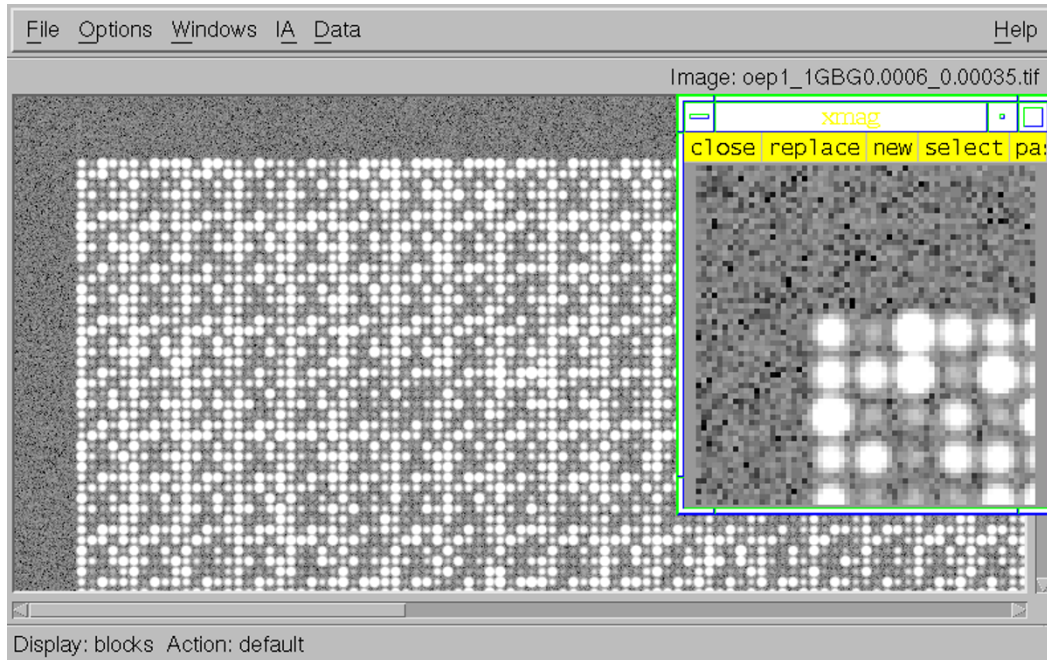 File Options Windows IA Data Help
Image: oep1_1GBG0.0006_0.00035.tif
xmag
close replace new select pas
Display: blocks Action: default